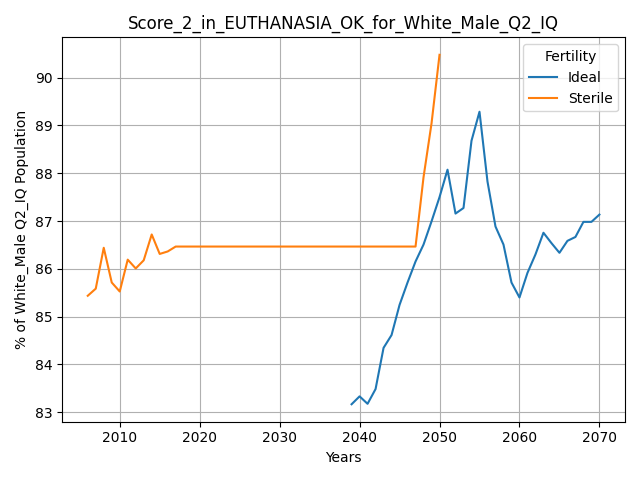 Score_2_in_EUTHANASIA_OK_for_White_Male_Q2_IQ
Fertility
Ideal
Sterile
% of White_Male Q2_IQ Population
90
89
88
87
86
85
84
83
2010 2020 2030 2040 2050 2060 2070
Years